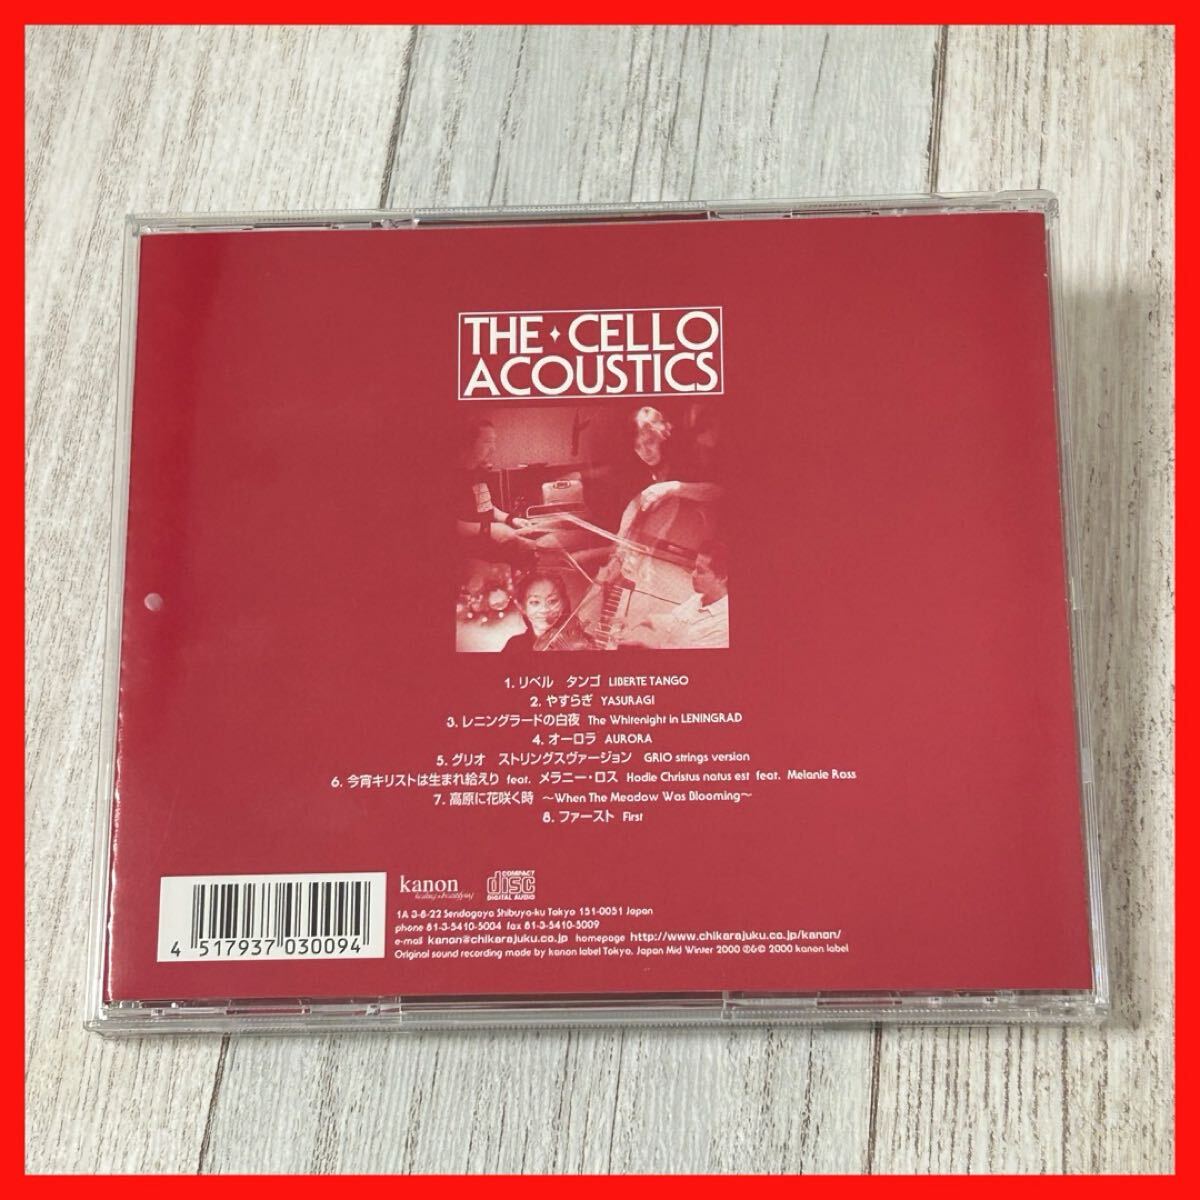 THE✦CELLO
ACOUSTICS
1. リベル　タンゴ LIBERTE TANGO
2. やすらぎ YASURAGI
3. レニングラードの白夜 The Whitenight in LENINGRAD
4. オーロラ AURORA
5. グリオ　ストリングスヴァージョン GRIO strings version
6. 今宵キリストは生まれ給えり feat. メラニー・ロス Hodie Christus natus est feat. Melanie Ross
7. 高原に花咲く時 ～When The Meadow Was Blooming～
8. ファースト First
4 517937 030094
kanon
COMPACT
disc
DIGITAL AUDIO
1A 3-8-22 Sendagaya Shibuya-ku Tokyo 151-0051 Japan
phone 81-3-5410-5004 fax 81-3-5410-5009
e-mail kanon@chikarajuku.co.jp homepage http://www.chikarajuku.co.jp/kanon/
Original sound recording made by kanon label Tokyo, Japan Mid Winter 2000 ℗&© 2000 kanon label